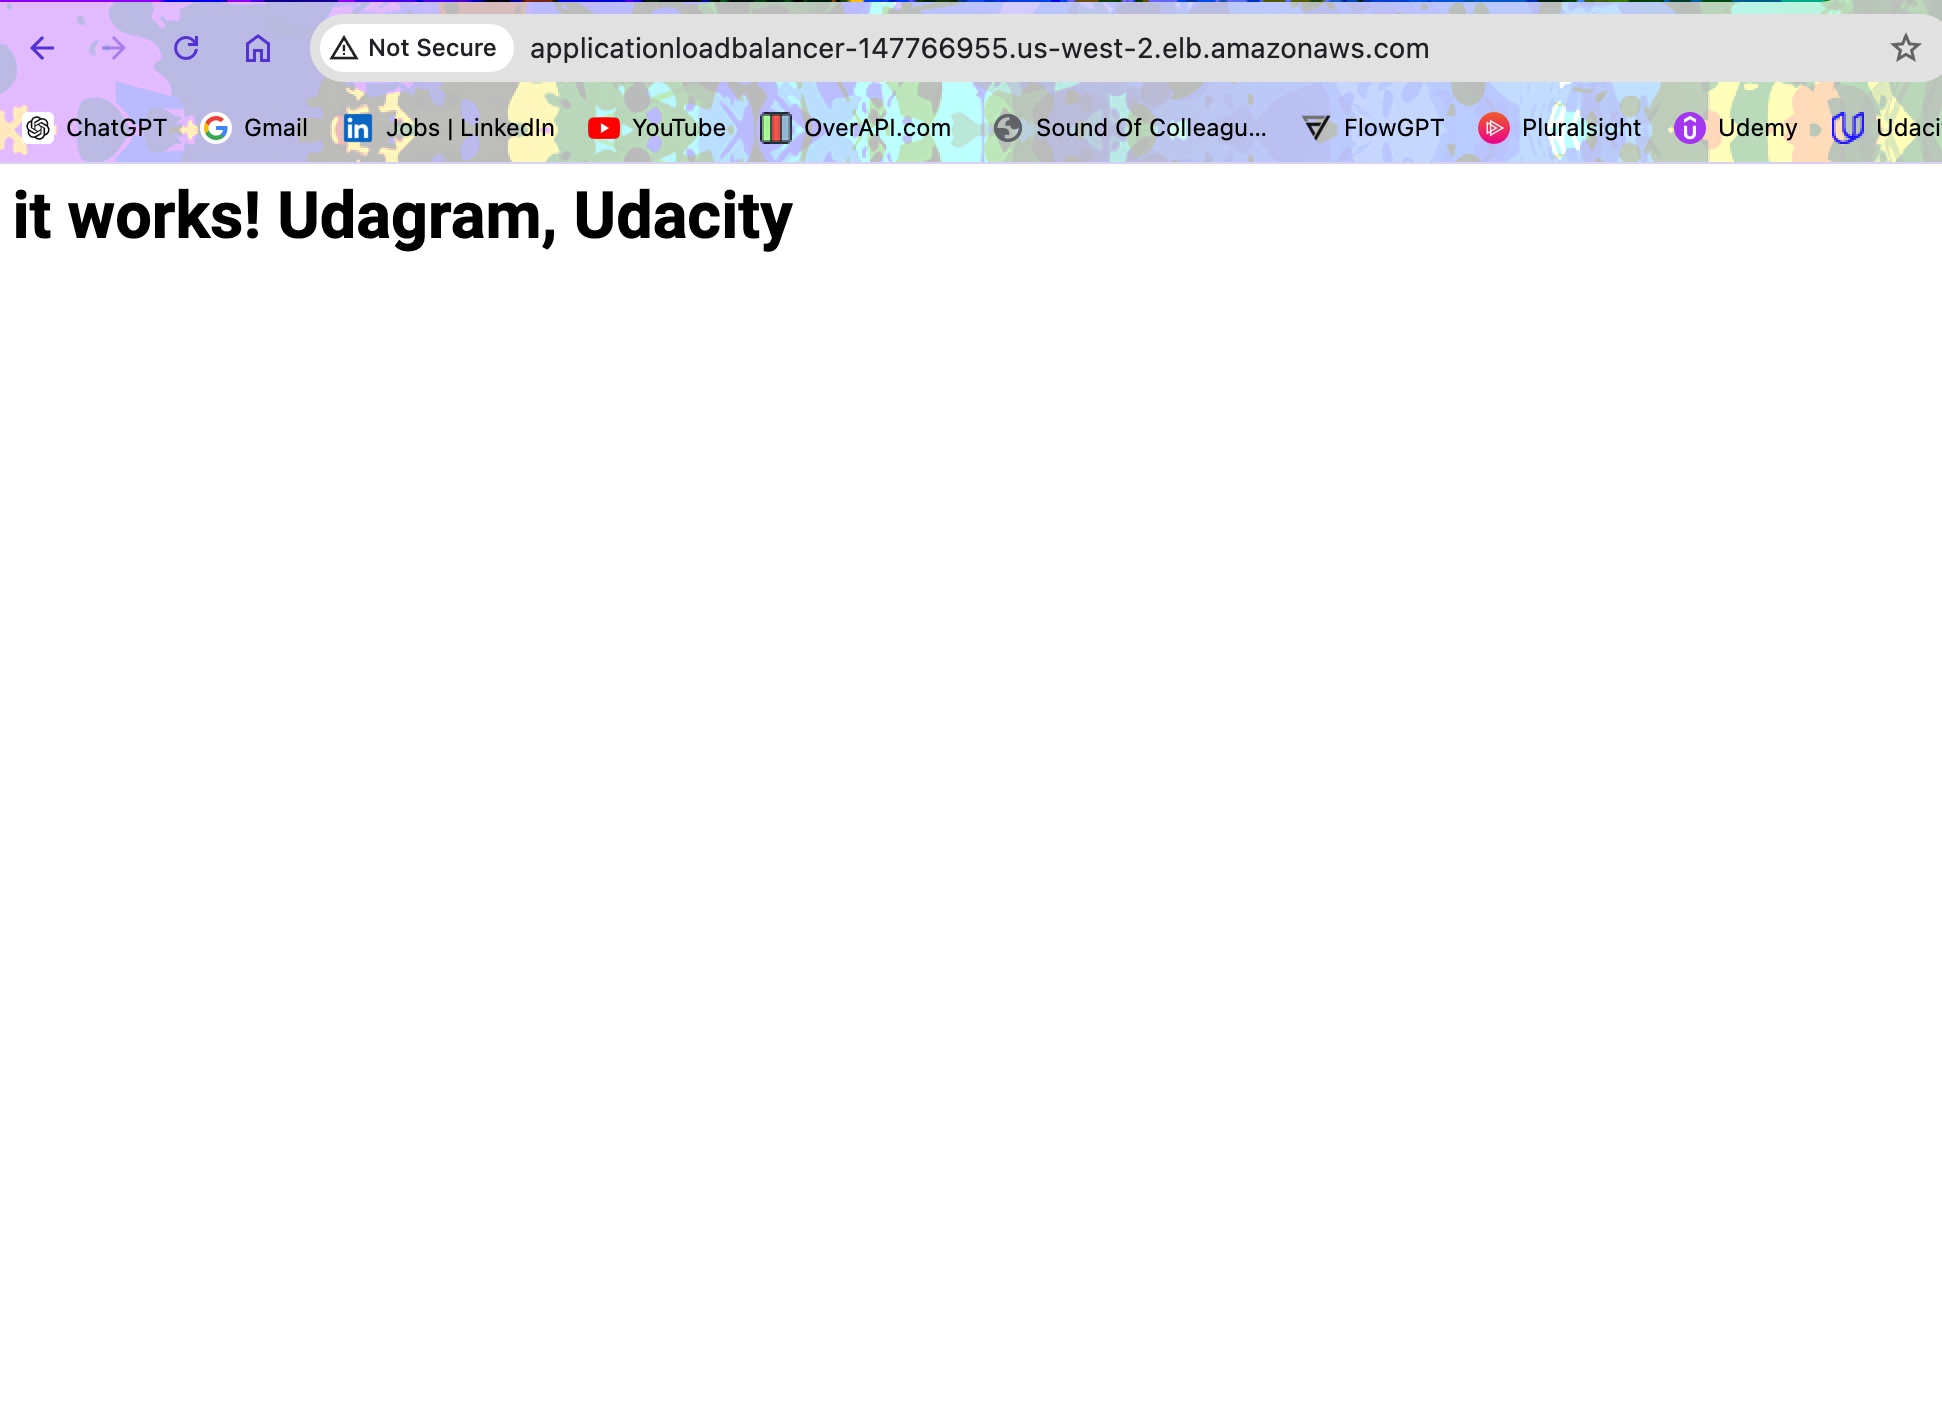 Not Secure applicationloadbalancer-147766955.us-west-2.elb.amazonaws.com
ChatGPT Gmail Jobs | LinkedIn YouTube OverAPI.com Sound Of Colleagu... FlowGPT Pluralsight Udemy Udaci
it works! Udagram, Udacity